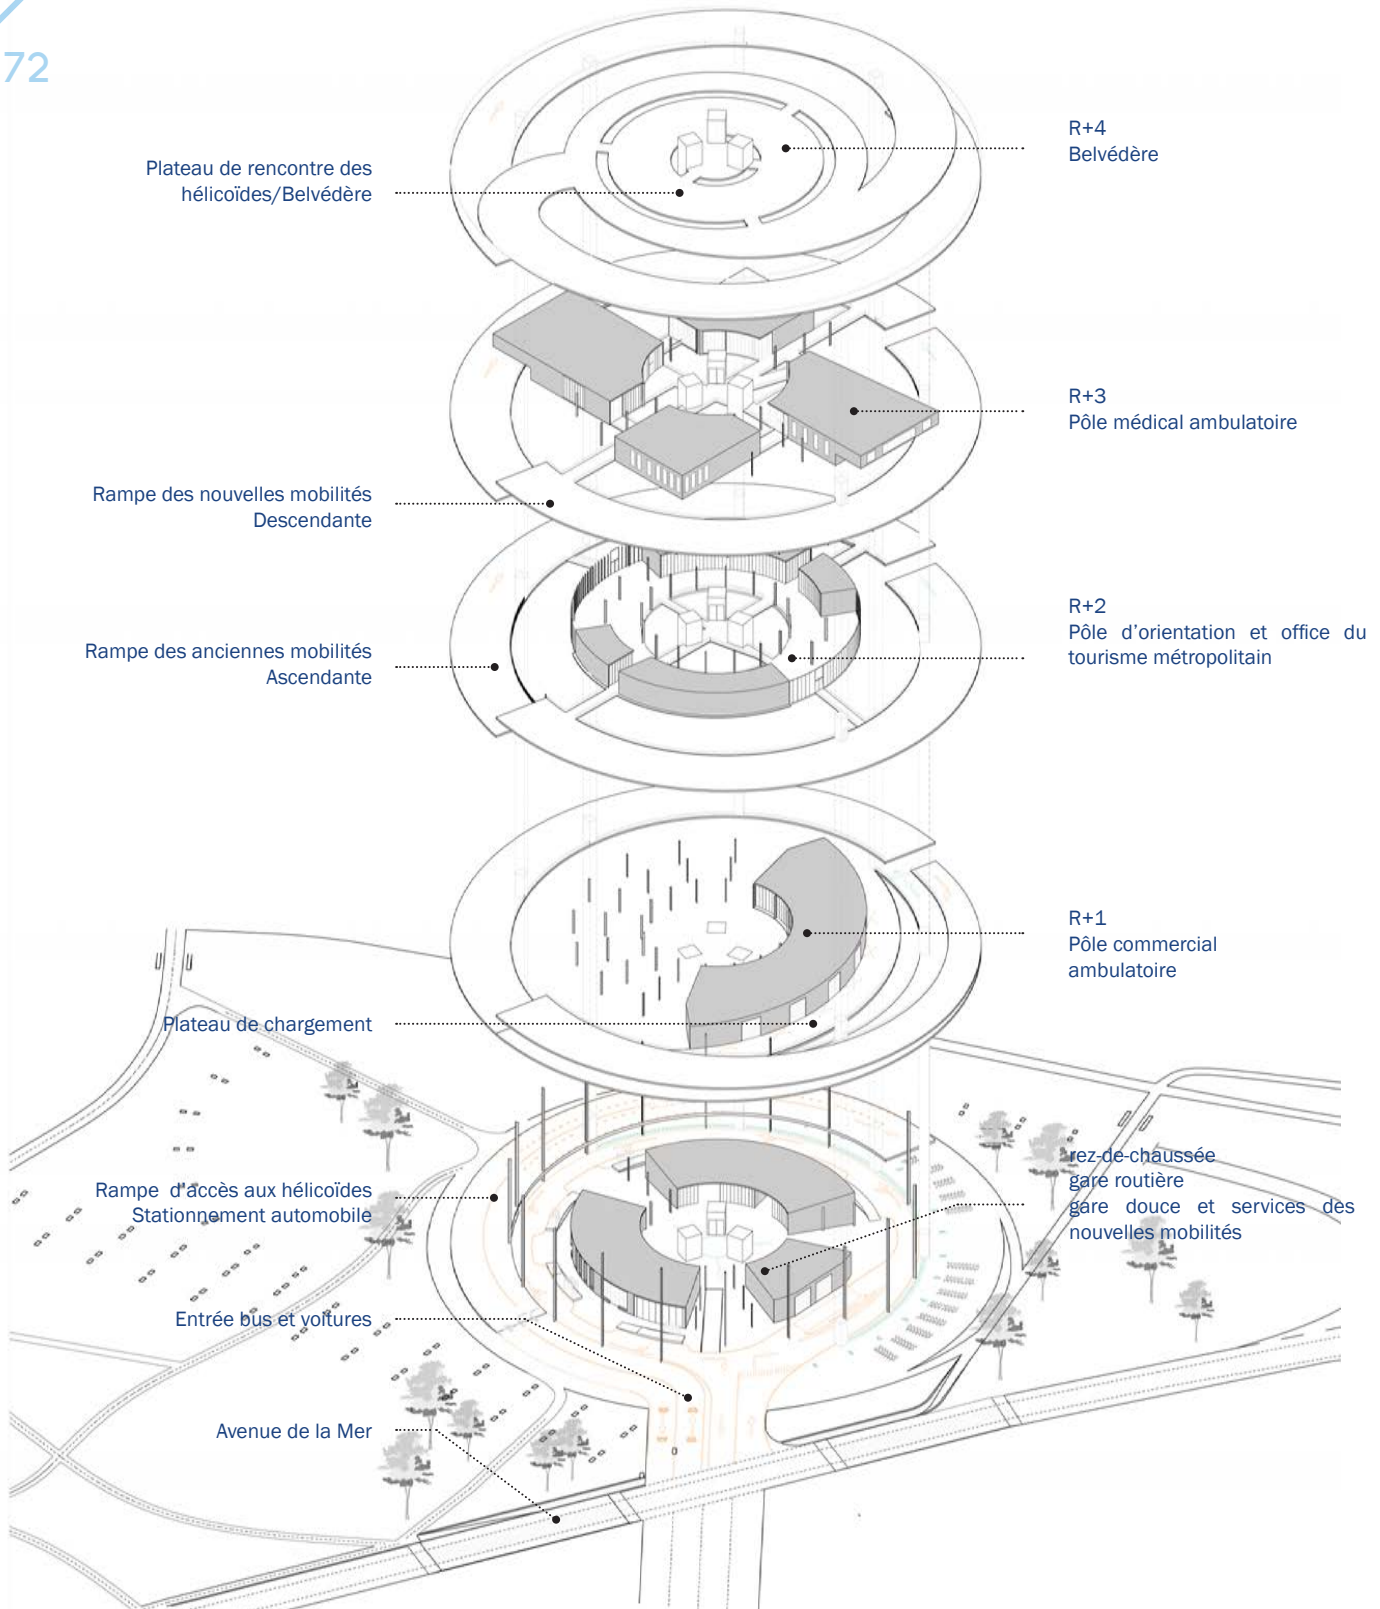 72
Plateau de rencontre des
hélicoïdes/Belvédère
R+4
Belvédère
R+3
Pôle médical ambulatoire
Rampe des nouvelles mobilités
Descendante
R+2
Pôle d'orientation et office du
tourisme métropolitain
Rampe des anciennes mobilités
Ascendante
R+1
Pôle commercial
ambulatoire
Plateau de chargement
rez-de-chaussée
gare routière
gare douce et services des
nouvelles mobilités
Rampe d'accès aux hélicoïdes
Stationnement automobile
Entrée bus et voitures
Avenue de la Mer